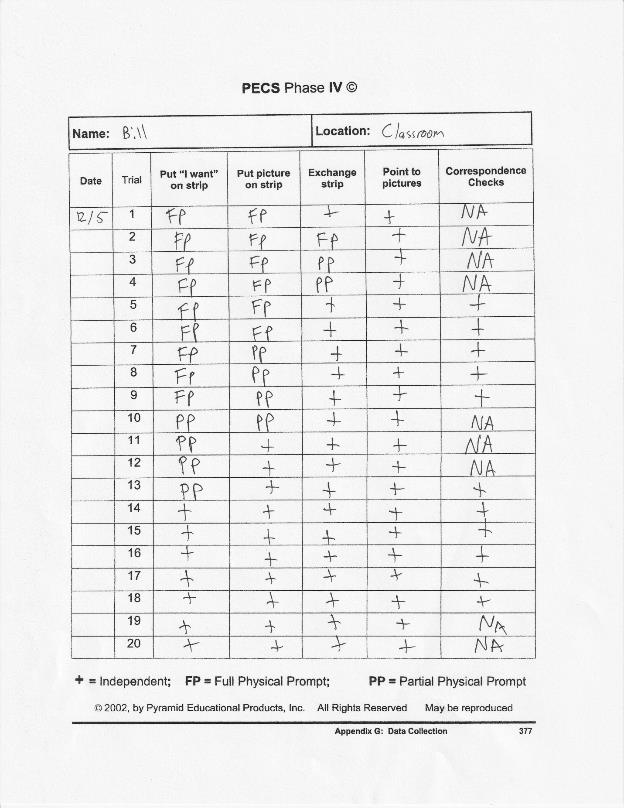 PECS Phase IV ©
Name: Bill Location: Classroom
Date Trial Put "I want" on strip Put picture on strip Exchange strip Point to pictures Correspondence Checks
12/5 1 FP FP + + NA
2 FP FP FP + NA
3 FP FP PP + NA
4 FP FP PP + NA
5 FP FP + + +
6 FP FP + + +
7 FP PP + + +
8 FP PP + + +
9 FP PP + + +
10 PP PP + + NA
11 PP + + + NA
12 PP + + + NA
13 PP + + + +
14 + + + + +
15 + + + + +
16 + + + + +
17 + + + + +
18 + + + + +
19 + + + + NA
20 + + + + NA
+ = Independent; FP = Full Physical Prompt; PP = Partial Physical Prompt
© 2002, by Pyramid Educational Products, Inc. All Rights Reserved May be reproduced
Appendix G: Data Collection 377